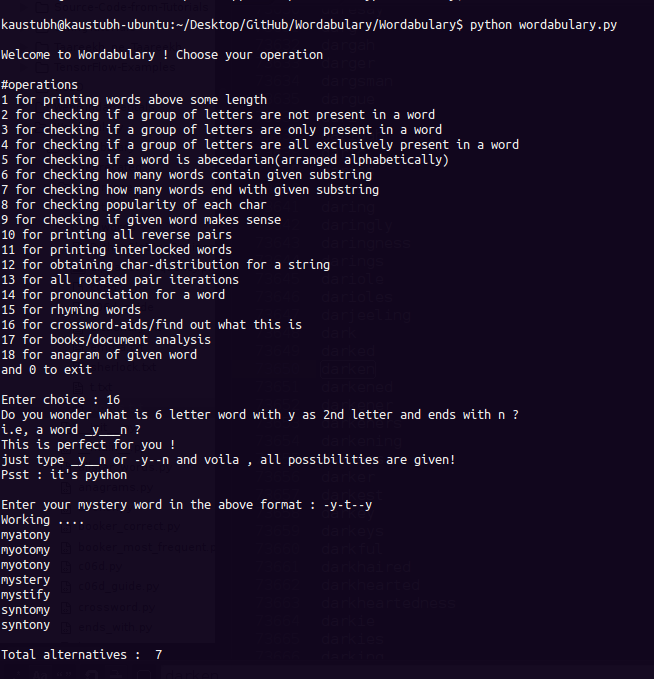 kaustubh@kaustubh-ubuntu:~/Desktop/GitHub/Wordabulary/Wordabulary$ python wordabulary.py
Welcome to Wordabulary ! Choose your operation
#operations
1 for printing words above some length
2 for checking if a group of letters are not present in a word
3 for checking if a group of letters are only present in a word
4 for checking if a group of letters are all exclusively present in a word
5 for checking if a word is abecedarian(arranged alphabetically)
6 for checking how many words contain given substring
7 for checking how many words end with given substring
8 for checking popularity of each char
9 for checking if given word makes sense
10 for printing all reverse pairs
11 for printing interlocked words
12 for obtaining char-distribution for a string
13 for all rotated pair iterations
14 for pronounciation for a word
15 for rhyming words
16 for crossword-aids/find out what this is
17 for books/document analysis
18 for anagram of given word
and 0 to exit
Enter choice : 16
Do you wonder what is 6 letter word with y as 2nd letter and ends with n ?
i.e, a word _y___n ?
This is perfect for you !
just type _y__n or -y--n and voila , all possibilities are given!
Psst : it's python
Enter your mystery word in the above format : -y-t--y
Working ....
myatony
myotomy
myotony
mystery
mystify
syntomy
syntony
Total alternatives :  7